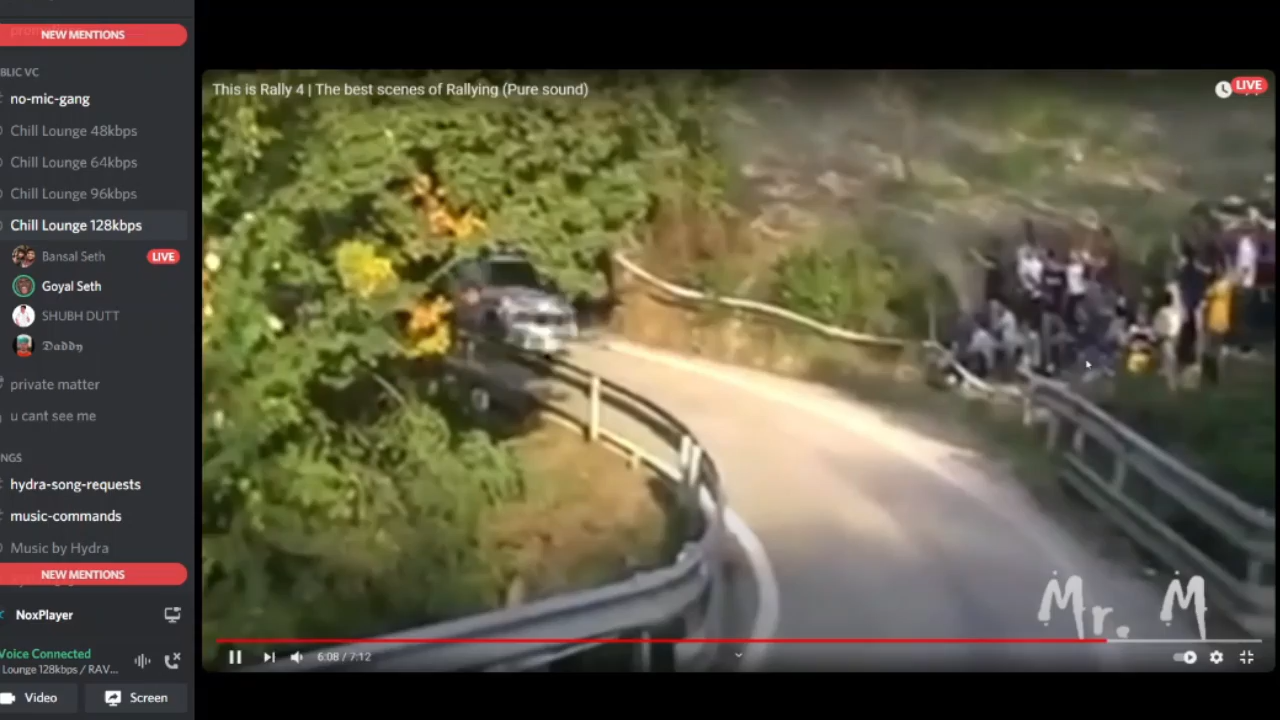 NEW MENTIONS
BLIC VC
no-mic-gang
Chill Lounge 48kbps
Chill Lounge 64kbps
Chill Lounge 96kbps
Chill Lounge 128kbps
Bansal Seth LIVE
Goyal Seth
SHUBH DUTT
𝔇𝔞𝔡𝔡𝔶
private matter
u cant see me
NGS
hydra-song-requests
music-commands
Music by Hydra
NEW MENTIONS
NoxPlayer
Voice Connected
Lounge 128kbps / RAV...
Video Screen
This is Rally 4 | The best scenes of Rallying (Pure sound)
LIVE
Mr. M
6:08 / 7:12